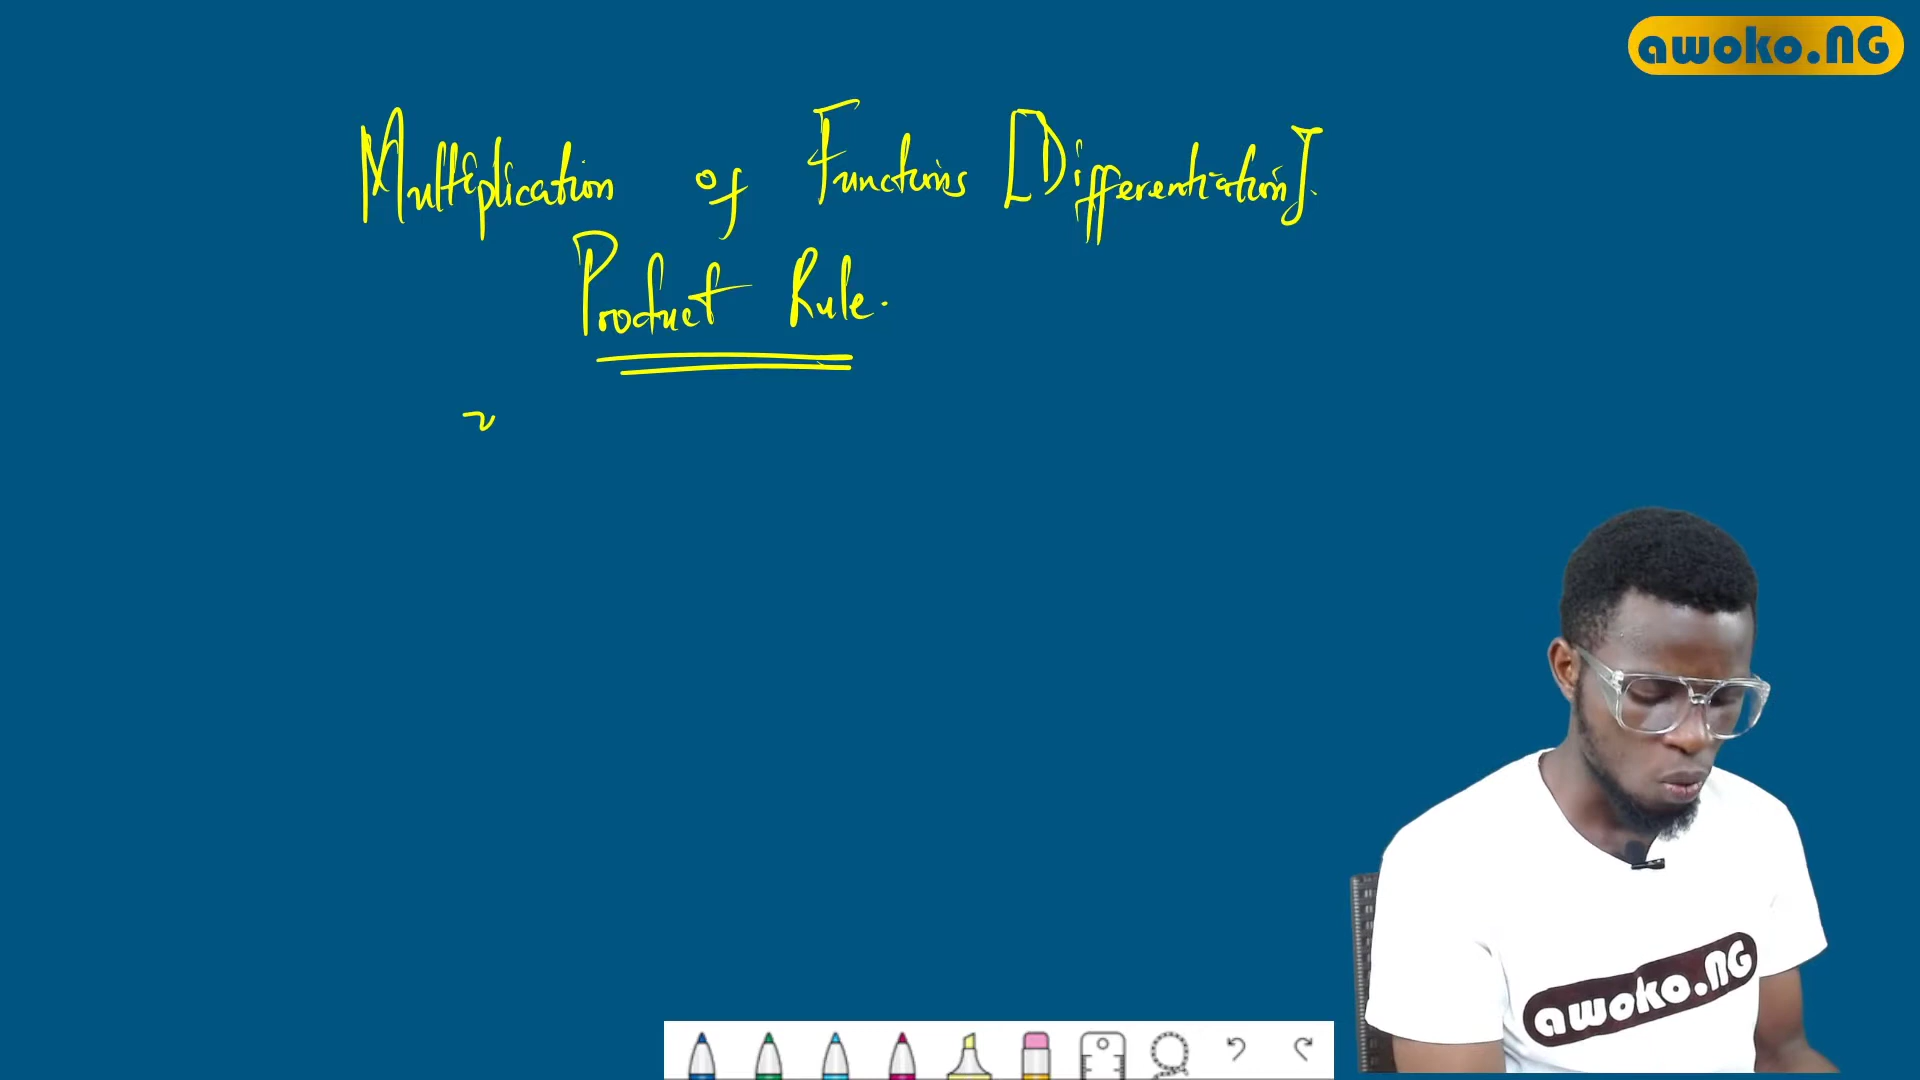 awoko.NG
Multiplication of Functions [Differentiation].
Product Rule.
awoko.NG